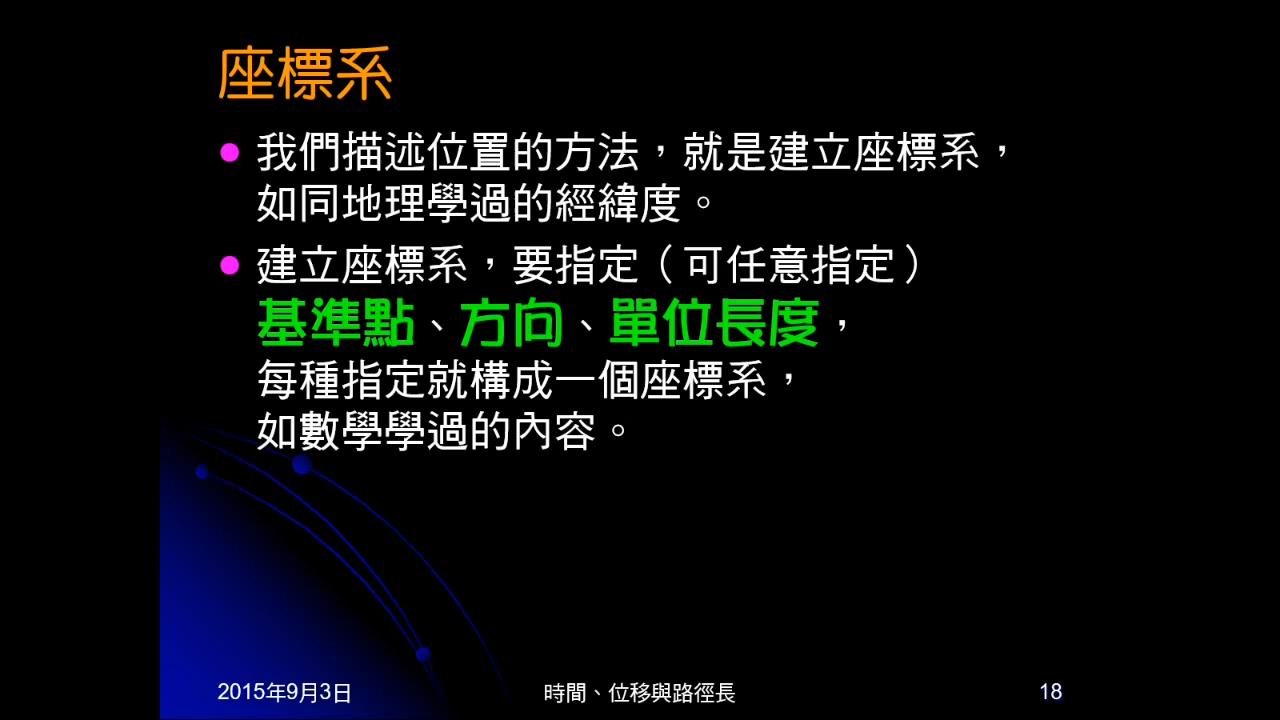 座標系
我們描述位置的方法，就是建立座標系，
如同地理學過的經緯度。
建立座標系，要指定（可任意指定）
基準點、方向、單位長度，
每種指定就構成一個座標系，
如數學學過的內容。
2015年9月3日
時間、位移與路徑長
18